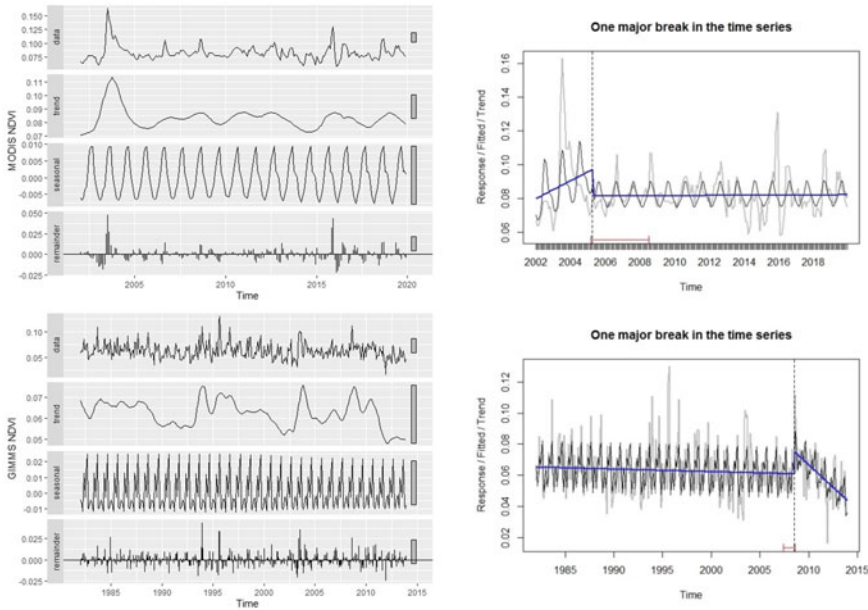 data
0.150
0.125
0.100
0.075
trend
0.11
0.10
0.09
0.08
0.07
seasonal
0.010
0.005
0.000
-0.005
remainder
0.050
0.025
0.000
-0.025
MODIS NDVI
2005
2010
2015
2020
Time
One major break in the time series
Response / Fitted / Trend
0.16
0.14
0.12
0.10
0.08
0.06
2002 2004 2006 2008 2010 2012 2014 2016 2018
Time
data
0.10
0.05
trend
0.07
0.06
0.05
seasonal
0.02
0.01
0.00
-0.01
remainder
0.025
0.000
-0.025
GIMMS NDVI
1985
1990
1995
2000
2005
2010
2015
Time
One major break in the time series
Response / Fitted / Trend
0.12
0.10
0.08
0.06
0.04
0.02
1985 1990 1995 2000 2005 2010 2015
Time